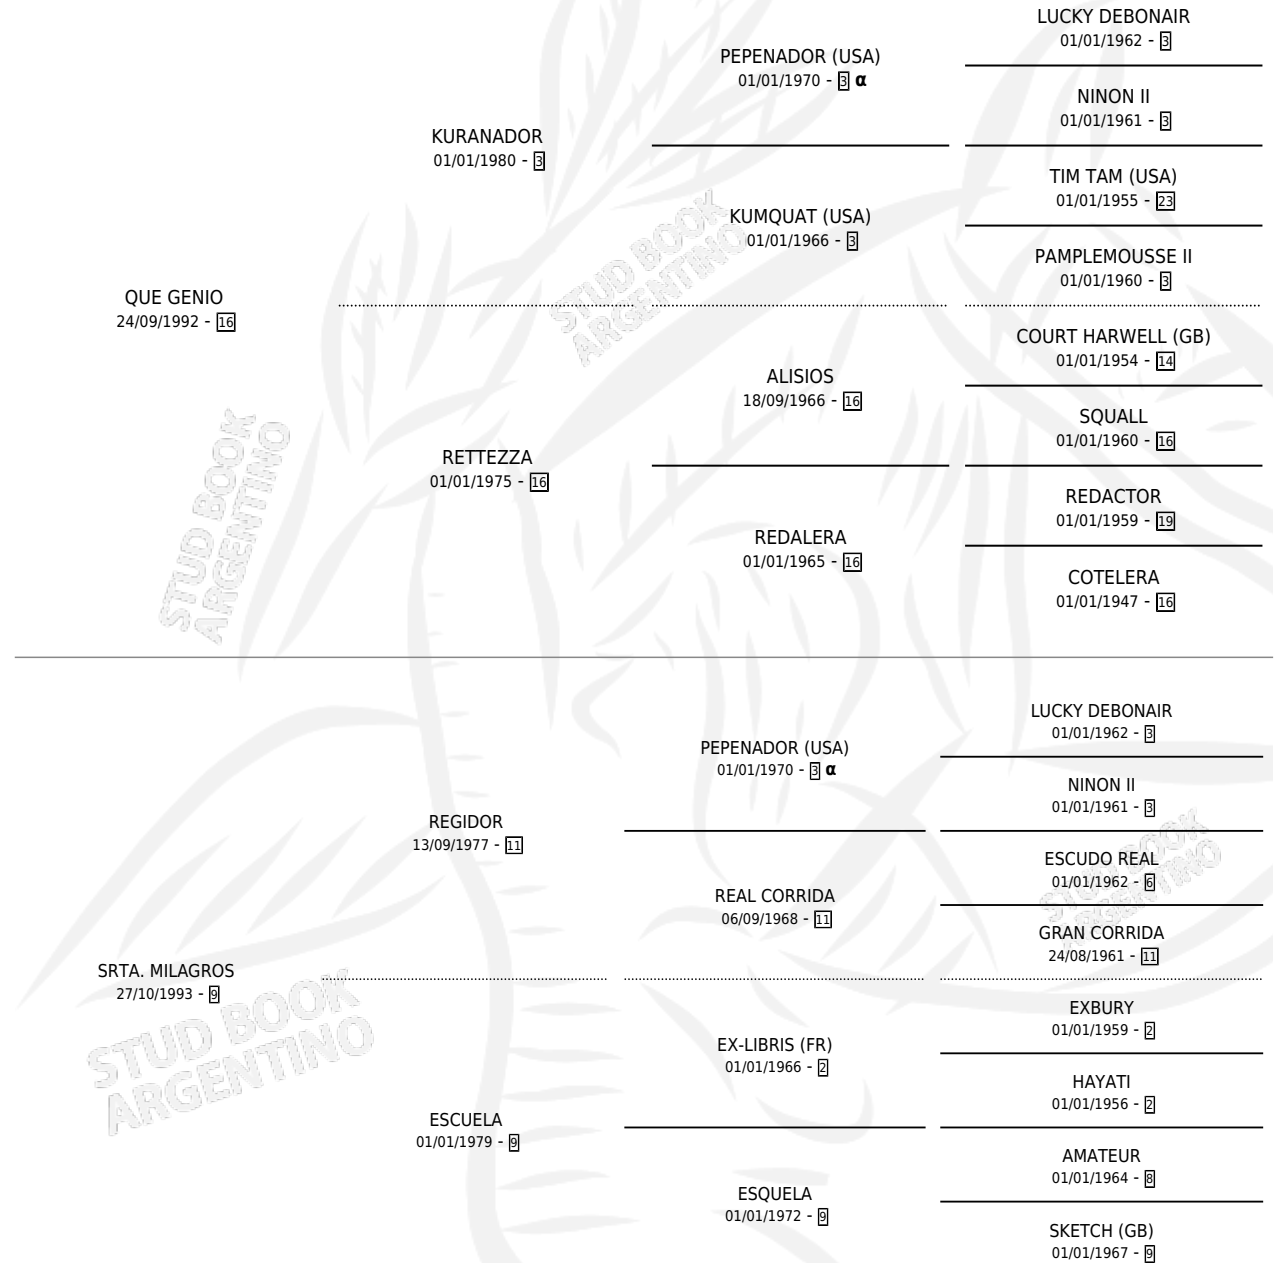 LUCKY DEBONAIR
01/01/1962 - 3
PEPENADOR (USA)
01/01/1970 - 3 α
NINON II
01/01/1961 - 3
KURANADOR
01/01/1980 - 3
TIM TAM (USA)
01/01/1955 - 23
KUMQUAT (USA)
01/01/1966 - 3
PAMPLEMOUSSE II
01/01/1960 - 3
QUE GENIO
24/09/1992 - 16
COURT HARWELL (GB)
01/01/1954 - 14
ALISIOS
18/09/1966 - 16
SQUALL
01/01/1960 - 16
RETTEZZA
01/01/1975 - 16
REDACTOR
01/01/1959 - 19
REDALERA
01/01/1965 - 16
COTELERA
01/01/1947 - 16
STUD BOOK
ARGENTINO
STUD BOOK
ARGENTINO
LUCKY DEBONAIR
01/01/1962 - 3
PEPENADOR (USA)
01/01/1970 - 3 α
NINON II
01/01/1961 - 3
REGIDOR
13/09/1977 - 11
ESCUDO REAL
01/01/1962 - 6
REAL CORRIDA
06/09/1968 - 11
GRAN CORRIDA
24/08/1961 - 11
STUD BOOK
ARGENTINO
SRTA. MILAGROS
27/10/1993 - 9
STUD BOOK
ARGENTINO
EXBURY
01/01/1959 - 2
EX-LIBRIS (FR)
01/01/1966 - 2
HAYATI
01/01/1956 - 2
ESCUELA
01/01/1979 - 9
AMATEUR
01/01/1964 - 8
ESQUELA
01/01/1972 - 9
SKETCH (GB)
01/01/1967 - 9